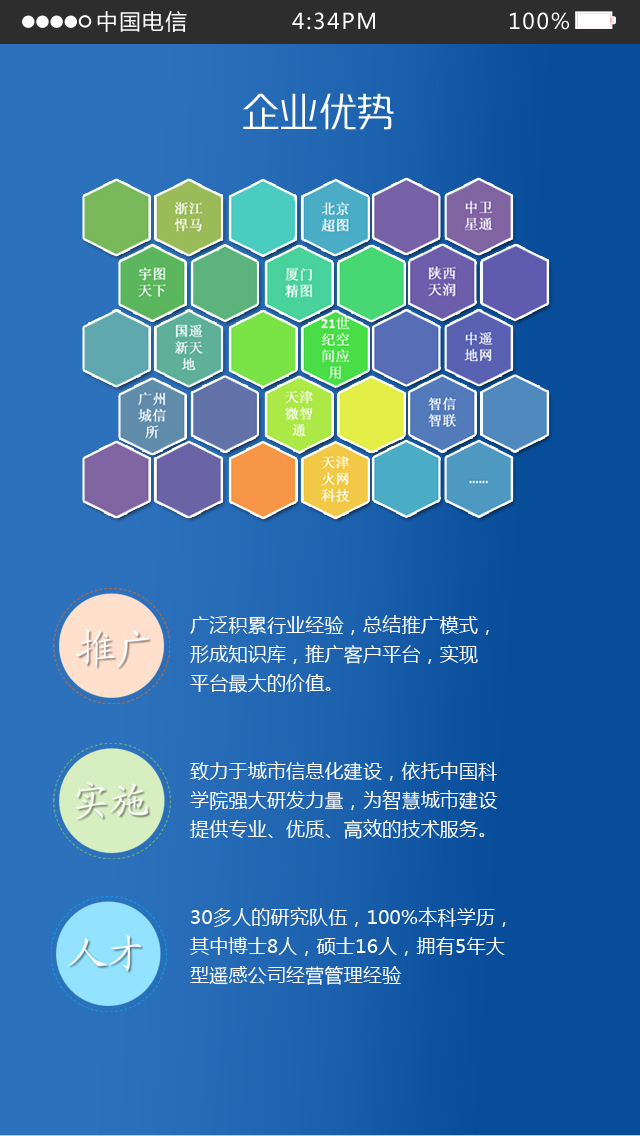 中国电信 4:34PM 100%
企业优势
浙江
悍马
北京
超图
中卫
星通
宇图
天下
厦门
精图
陕西
天润
国遥
新天
地
21世
纪空
间应
用
中遥
地网
广州
城信
所
天津
微智
通
智信
智联
天津
火网
科技
......
推广
广泛积累行业经验，总结推广模式，
形成知识库，推广客户平台，实现
平台最大的价值。
实施
致力于城市信息化建设，依托中国科
学院强大研发力量，为智慧城市建设
提供专业、优质、高效的技术服务。
人才
30多人的研究队伍，100%本科学历，
其中博士8人，硕士16人，拥有5年大
型遥感公司经营管理经验